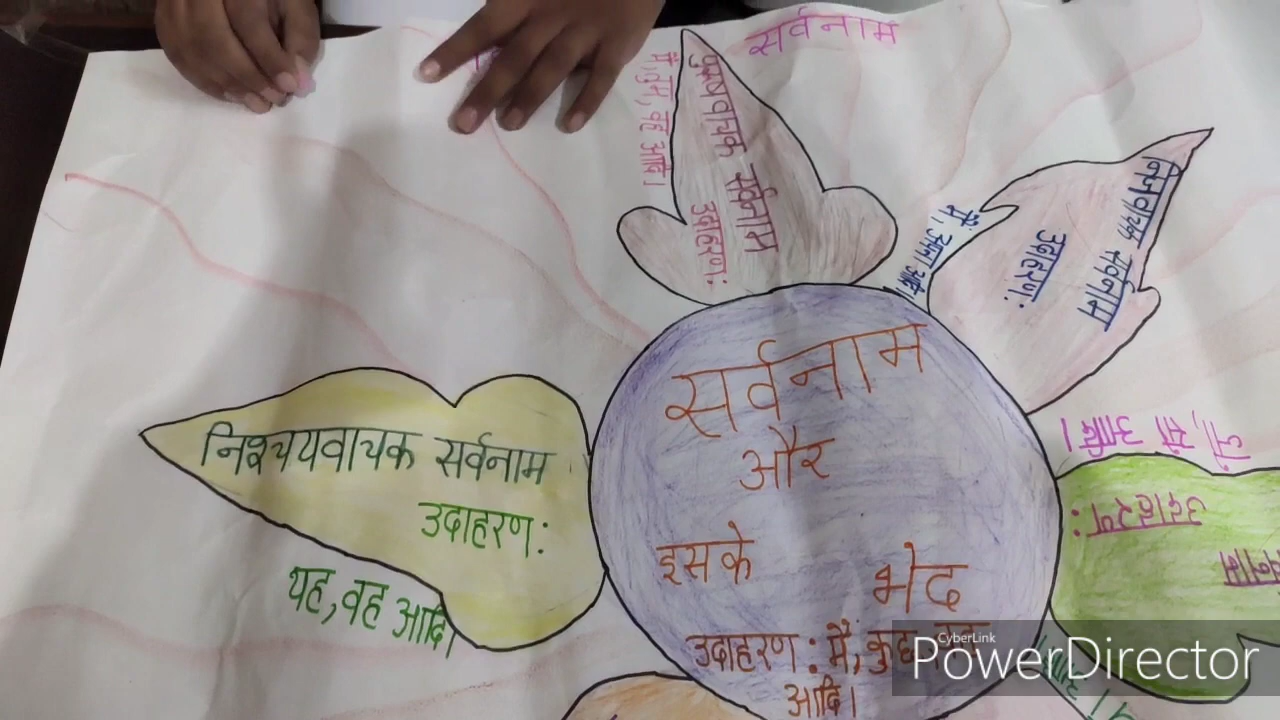 सर्वनाम
पुरुषवाचक सर्वनाम
उदाहरण:
मैं, तुम, वह आदि।
निजवाचक सर्वनाम
उदाहरण:
मैं, अपना आदि।
सर्वनाम
और
इसके भेद
उदाहरण: मैं, कुछ
आदि।
निश्चयवाचक सर्वनाम
उदाहरण:
यह, वह आदि।
जो, सो आदि।
उदाहरण:
CyberLink
PowerDirector